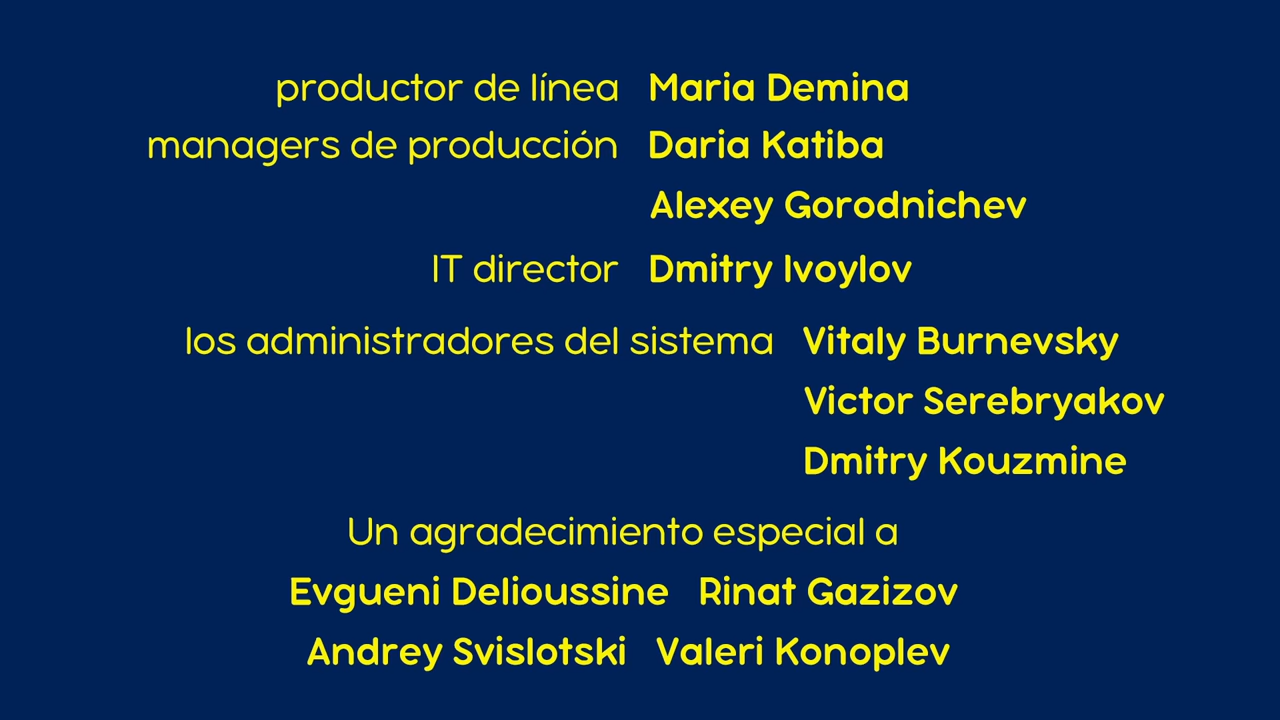 productor de línea Maria Demina
managers de producción Daria Katiba
Alexey Gorodnichev
IT director Dmitry Ivoylov
los administradores del sistema Vitaly Burnevsky
Victor Serebryakov
Dmitry Kouzmine
Un agradecimiento especial a
Evgueni Delioussine Rinat Gazizov
Andrey Svislotski Valeri Konoplev